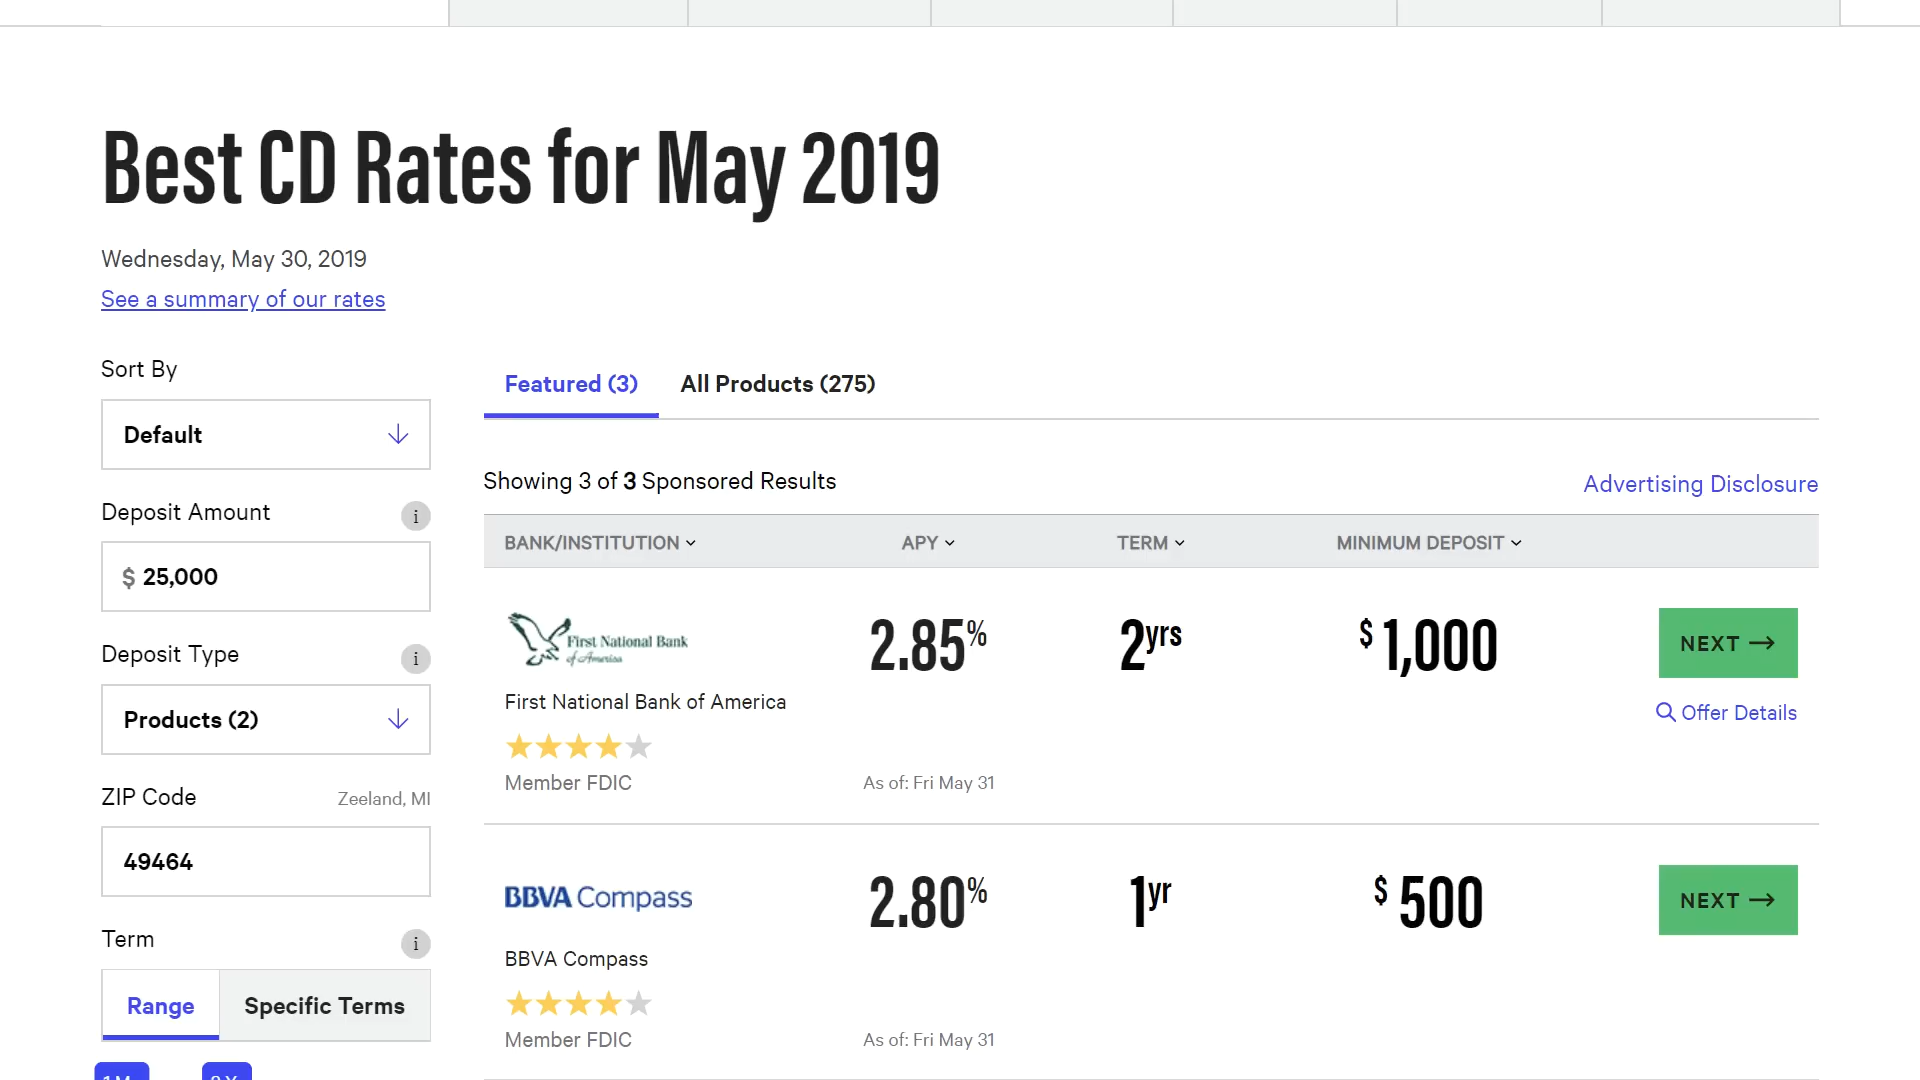 Best CD Rates for May 2019
Wednesday, May 30, 2019
See a summary of our rates
Sort By
Default
Deposit Amount
i
$ 25,000
Deposit Type
i
Products (2)
ZIP Code
Zeeland, MI
49464
Term
i
Range
Specific Terms
Featured (3)
All Products (275)
Showing 3 of 3 Sponsored Results
Advertising Disclosure
BANK/INSTITUTION
APY
TERM
MINIMUM DEPOSIT
First National Bank
of America
2.85%
2yrs
$ 1,000
NEXT →
First National Bank of America
Offer Details
Member FDIC
As of: Fri May 31
BBVA Compass
2.80%
1yr
$ 500
NEXT →
BBVA Compass
Member FDIC
As of: Fri May 31